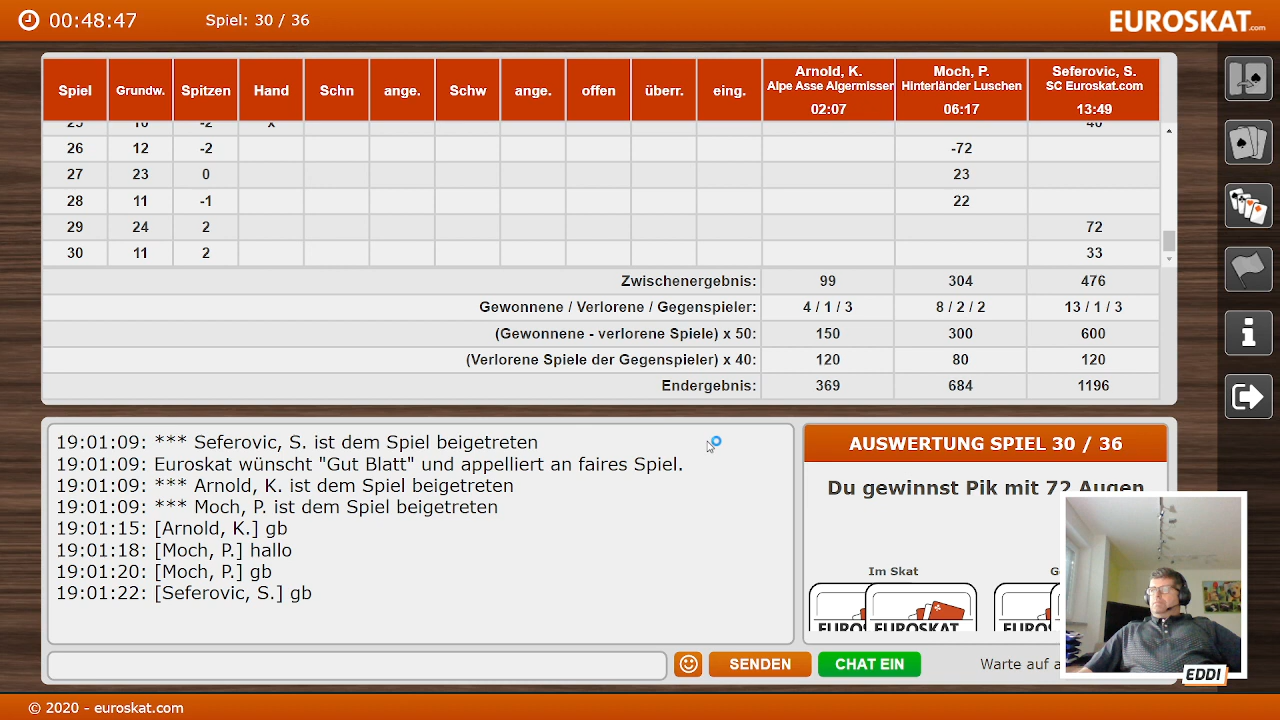 00:48:47 Spiel: 30 / 36 EUROSKAT.com
Spiel Grundw. Spitzen Hand Schn ange. Schw ange. offen überr. eing. Arnold, K. Moch, P. Seferovic, S.
Alpe Asse Algermissen Hinterländer Luschen SC Euroskat.com
02:07 06:17 13:49
25 10 -2 x 40
26 12 -2 -72
27 23 0 23
28 11 -1 22
29 24 2 72
30 11 2 33
Zwischenergebnis: 99 304 476
Gewonnene / Verlorene / Gegenspieler: 4 / 1 / 3 8 / 2 / 2 13 / 1 / 3
(Gewonnene - verlorene Spiele) x 50: 150 300 600
(Verlorene Spiele der Gegenspieler) x 40: 120 80 120
Endergebnis: 369 684 1196
19:01:09: *** Seferovic, S. ist dem Spiel beigetreten
19:01:09: Euroskat wünscht "Gut Blatt" und appelliert an faires Spiel.
19:01:09: *** Arnold, K. ist dem Spiel beigetreten
19:01:09: *** Moch, P. ist dem Spiel beigetreten
19:01:15: [Arnold, K.] gb
19:01:18: [Moch, P.] hallo
19:01:20: [Moch, P.] gb
19:01:22: [Seferovic, S.] gb
AUSWERTUNG SPIEL 30 / 36
Du gewinnst Pik mit 72 Augen
Im Skat
EUROSKAT
SENDEN CHAT EIN Warte auf
EDDI
© 2020 - euroskat.com